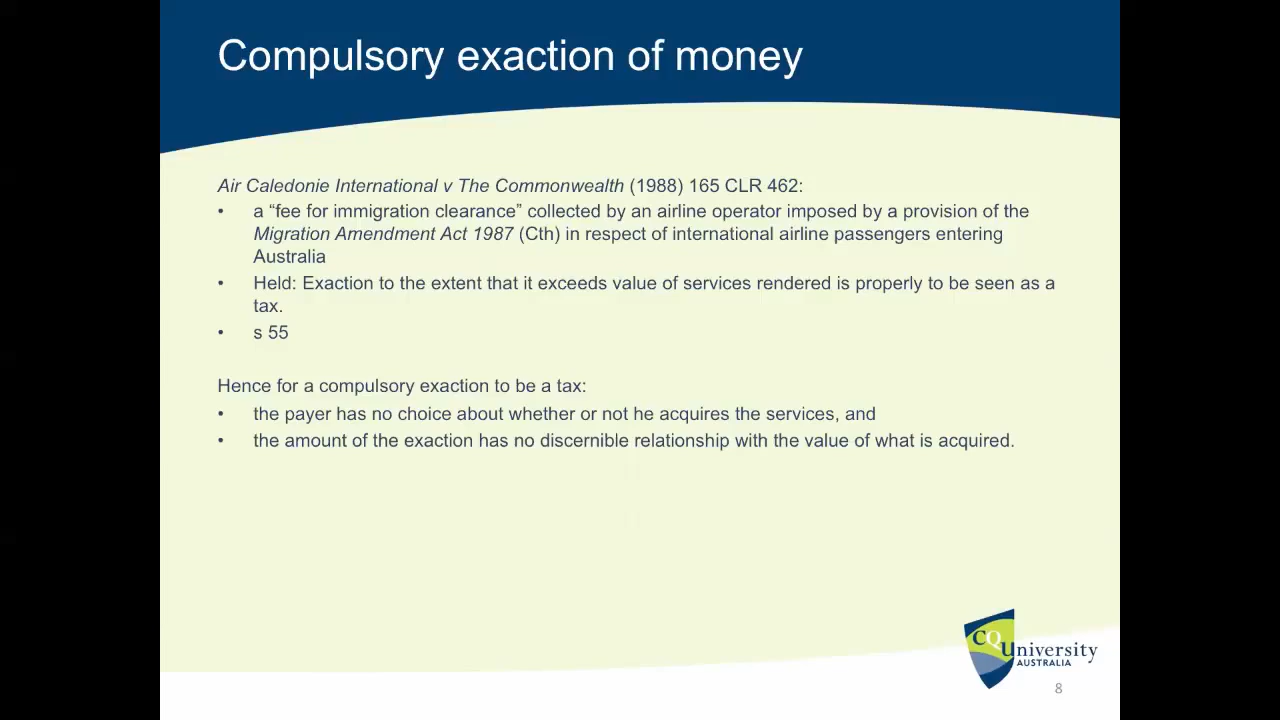 Compulsory exaction of money
Air Caledonie International v The Commonwealth (1988) 165 CLR 462:
• a “fee for immigration clearance” collected by an airline operator imposed by a provision of the
Migration Amendment Act 1987 (Cth) in respect of international airline passengers entering
Australia
• Held: Exaction to the extent that it exceeds value of services rendered is properly to be seen as a
tax.
• s 55
Hence for a compulsory exaction to be a tax:
• the payer has no choice about whether or not he acquires the services, and
• the amount of the exaction has no discernible relationship with the value of what is acquired.
CQUniversity
AUSTRALIA
8